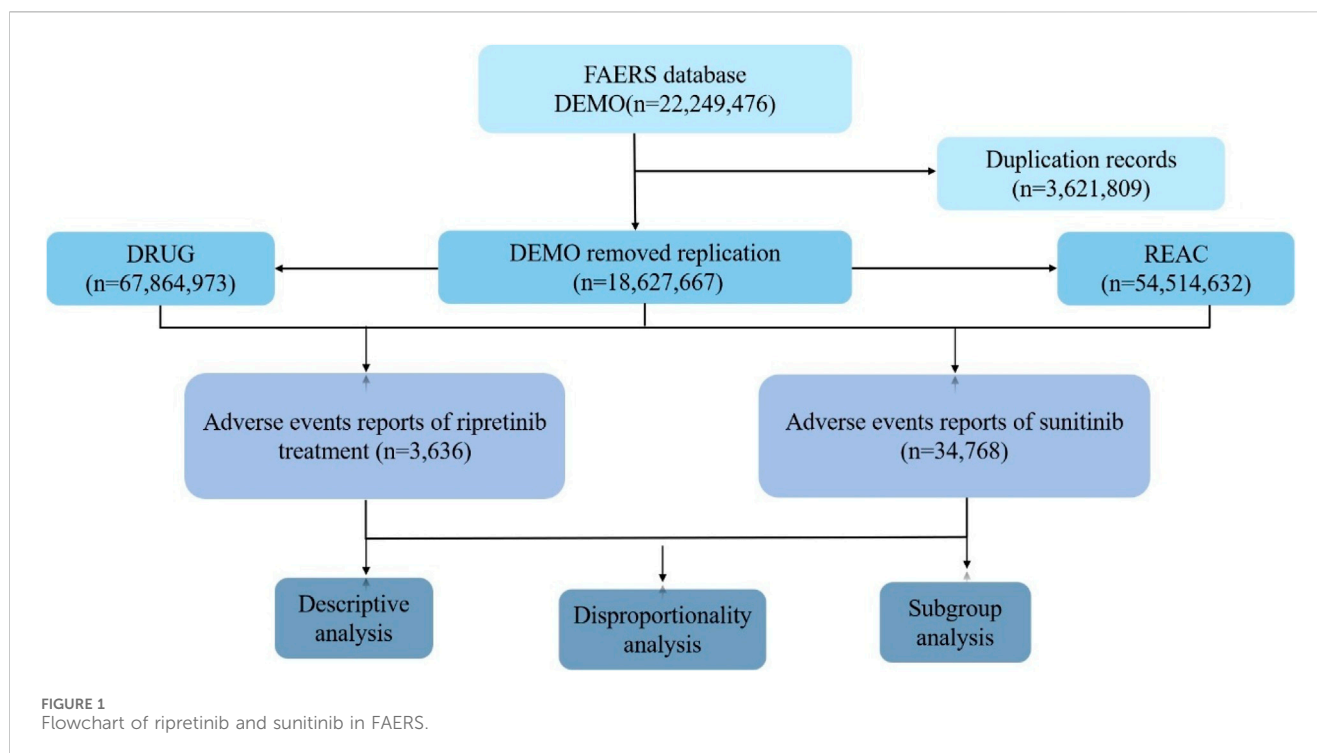 FAERS database
DEMO(n=22,249,476)
Duplication records
(n=3,621,809)
DRUG
(n=67,864,973)
DEMO removed replication
(n=18,627,667)
REAC
(n=54,514,632)
Adverse events reports of ripretinib
treatment (n=3,636)
Adverse events reports of sunitinib
(n=34,768)
Descriptive
analysis
Disproportionality
analysis
Subgroup
analysis
FIGURE 1
Flowchart of ripretinib and sunitinib in FAERS.